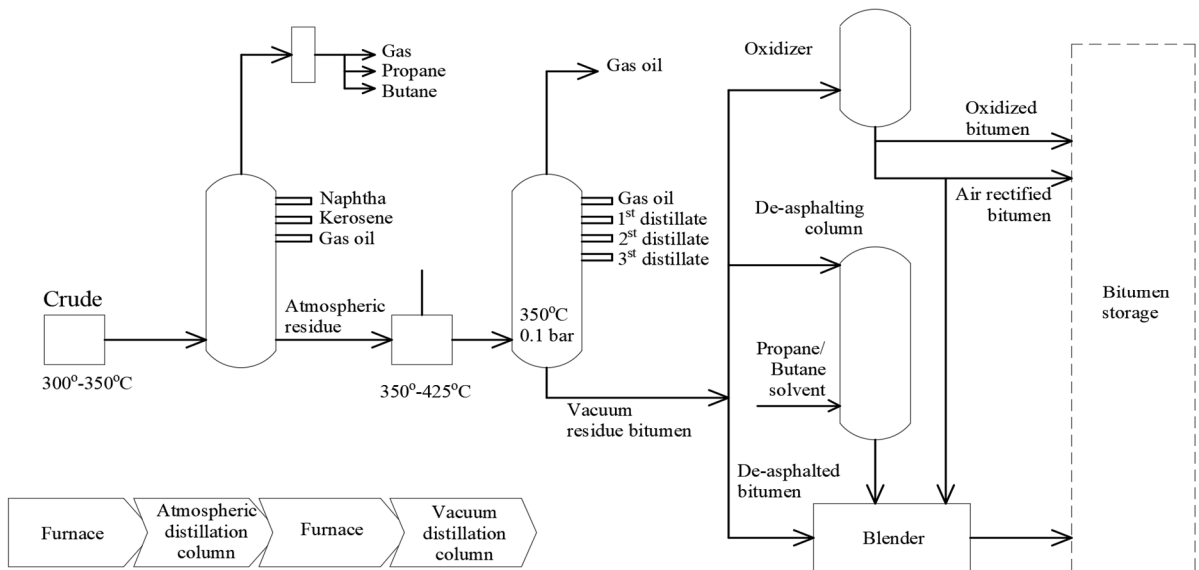 Gas
Propane
Butane
Naphtha
Kerosene
Gas oil
Crude
300°-350°C
Atmospheric
residue
350°-425°C
Gas oil
Gas oil
1st distillate
2st distillate
3st distillate
350°C
0.1 bar
Vacuum
residue bitumen
Oxidizer
Oxidized
bitumen
Air rectified
bitumen
De-asphalting
column
Propane/
Butane
solvent
De-asphalted
bitumen
Blender
Bitumen
storage
Furnace
Atmospheric
distillation
column
Furnace
Vacuum
distillation
column